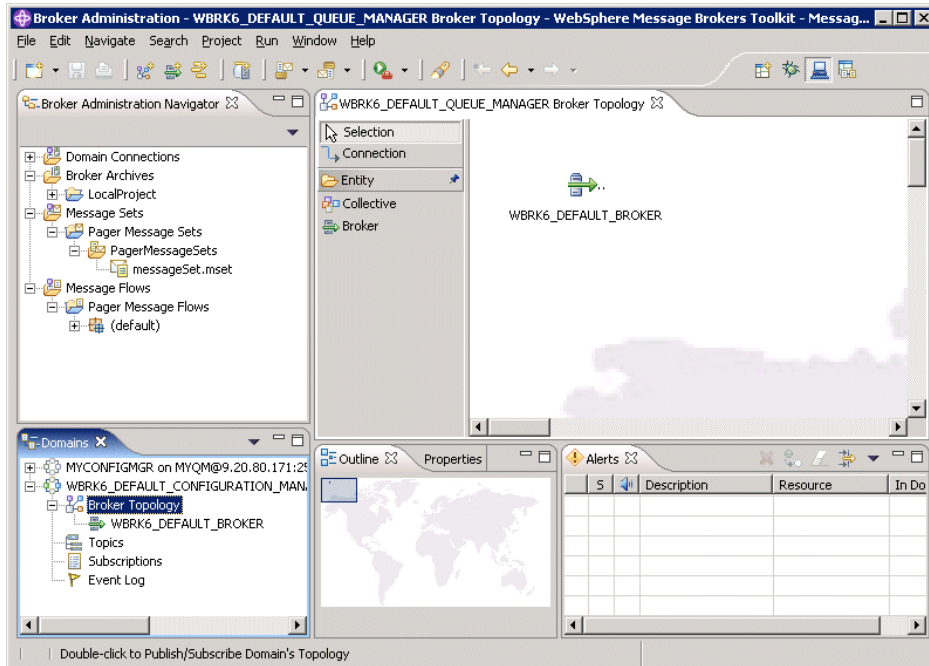 Broker Administration - WBRK6_DEFAULT_QUEUE_MANAGER Broker Topology - WebSphere Message Brokers Toolkit - Messag...
File Edit Navigate Search Project Run Window Help
Broker Administration Navigator
Domain Connections
Broker Archives
LocalProject
Message Sets
Pager Message Sets
PagerMessageSets
messageSet.mset
Message Flows
Pager Message Flows
(default)
WBRK6_DEFAULT_QUEUE_MANAGER Broker Topology
Selection
Connection
Entity
Collective
Broker
WBRK6_DEFAULT_BROKER
Domains
MYCONFIGMGR on MYQM@9.20.80.171:25
WBRK6_DEFAULT_CONFIGURATION_MAN
Broker Topology
WBRK6_DEFAULT_BROKER
Topics
Subscriptions
Event Log
Outline Properties
Alerts
S Description Resource In Do
Double-click to Publish/Subscribe Domain's Topology